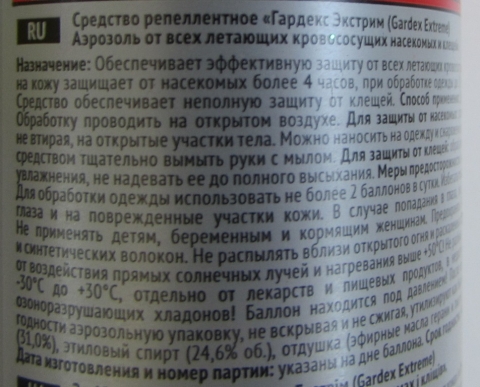 RU
Средство репеллентное «Гардекс Экстрим (Gardex Extreme)
Аэрозоль от всех летающих кровососущих насекомых и
Назначение: Обеспечивает эффективную защиту от всех летающих
на кожу защищает от насекомых более 4 часов, при обработке одежды
Средство обеспечивает неполную защиту от клещей. Способ
Обработку проводить на открытом воздухе. Для защиты от
не втирая, на открытые участки тела. Можно наносить на одежду и
средством тщательно вымыть руки с мылом. Для защиты от клещей:
увлажнения, не надевать ее до полного высыхания. Меры
Для обработки одежды использовать не более 2 баллонов в сутки.
глаза и на поврежденные участки кожи. В случае попадания в
Не применять детям, беременным и кормящим женщинам.
и синтетических волокон. Не распылять вблизи открытого огня и
от воздействия прямых солнечных лучей и нагревания выше +50°C! Не
-30°C до +30°C, отдельно от лекарств и пищевых продуктов, в
озоноразрушающих хладонов! Баллон находится под давлением!
годности аэрозольную упаковку, не вскрывая и не сжигая,
(31,0%), этиловый спирт (24,6% об.), отдушка (эфирные масла
Дата изготовления и номер партии: указаны на дне баллона. Срок
(Gardex Extreme)